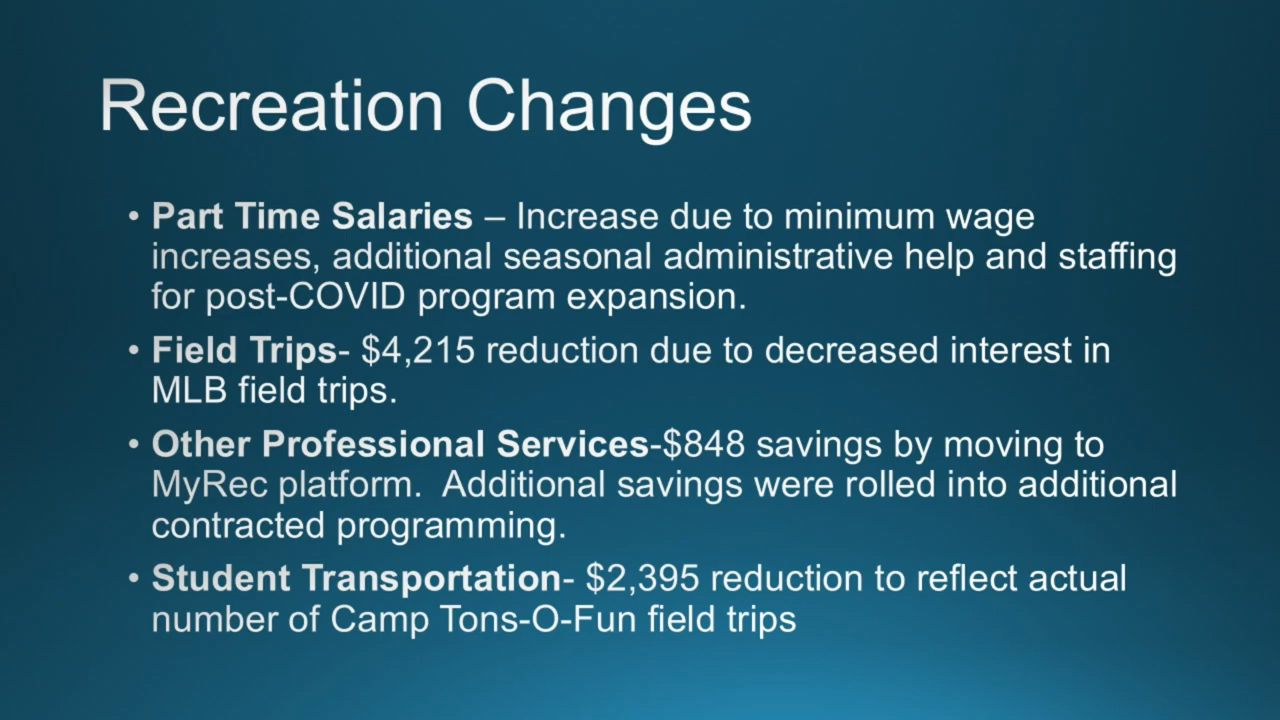 Recreation Changes
• Part Time Salaries – Increase due to minimum wage
increases, additional seasonal administrative help and staffing
for post-COVID program expansion.
• Field Trips- $4,215 reduction due to decreased interest in
MLB field trips.
• Other Professional Services-$848 savings by moving to
MyRec platform.  Additional savings were rolled into additional
contracted programming.
• Student Transportation- $2,395 reduction to reflect actual
number of Camp Tons-O-Fun field trips